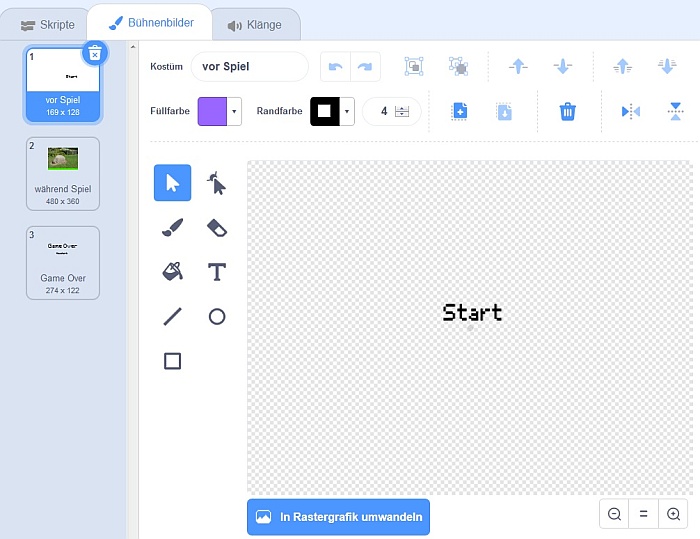 Skripte
Bühnenbilder
Klänge
1
Start
vor Spiel
169 x 128
2
während Spiel
480 x 360
3
Game Over
Game Over
274 x 122
Kostüm
vor Spiel
Füllfarbe
Randfarbe
4
T
Start
In Rastergrafik umwandeln